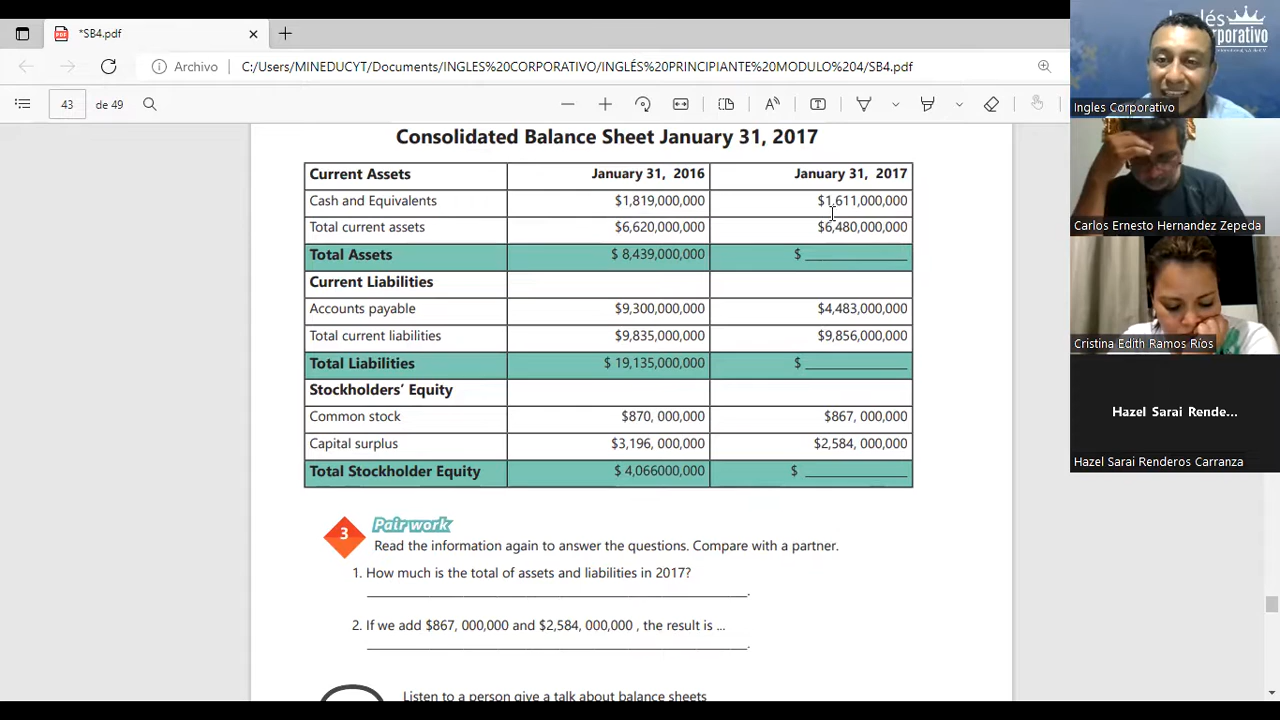 *SB4.pdf
Archivo C:/Users/MINEDUCYT/Documents/INGLES%20CORPORATIVO/INGLÉS%20PRINCIPIANTE%20MODULO%204/SB4.pdf
43 de 49
Consolidated Balance Sheet January 31, 2017
Current Assets January 31, 2016 January 31, 2017
Cash and Equivalents $1,819,000,000 $1,611,000,000
Total current assets $6,620,000,000 $6,480,000,000
Total Assets $ 8,439,000,000 $ ______________
Current Liabilities
Accounts payable $9,300,000,000 $4,483,000,000
Total current liabilities $9,835,000,000 $9,856,000,000
Total Liabilities $ 19,135,000,000 $ ______________
Stockholders’ Equity
Common stock $870, 000,000 $867, 000,000
Capital surplus $3,196, 000,000 $2,584, 000,000
Total Stockholder Equity $ 4,066000,000 $ ______________
3 Pair work
Read the information again to answer the questions. Compare with a partner.
1. How much is the total of assets and liabilities in 2017?
2. If we add $867, 000,000 and $2,584, 000,000 , the result is ...
Listen to a person give a talk about balance sheets
Ingles Corporativo
Carlos Ernesto Hernandez Zepeda
Cristina Edith Ramos Ríos
Hazel Sarai Rende...
Hazel Sarai Renderos Carranza